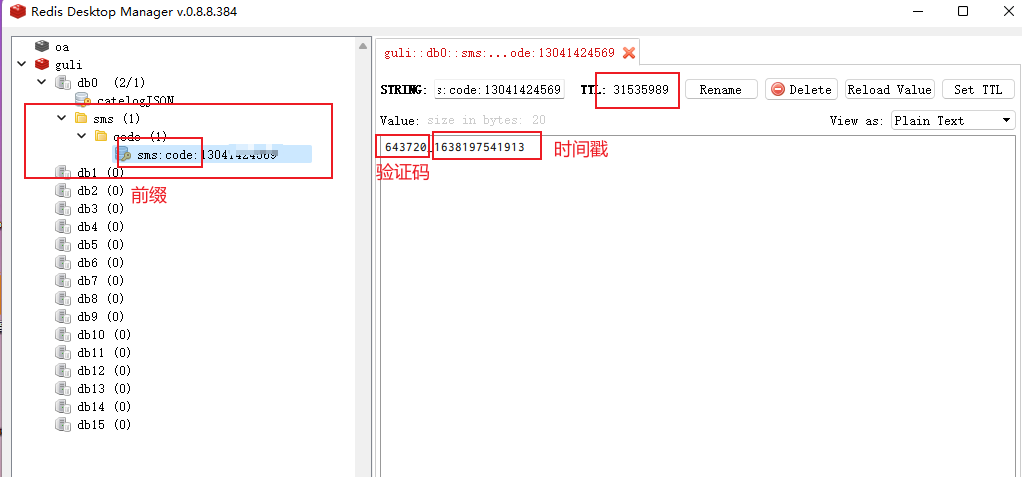 Redis Desktop Manager v.0.8.8.384
oa
guli
db0 (2/1)
catelogJSON
sms (1)
code (1)
sms:code:13041424569
db1 (0)
前缀
db2 (0)
db3 (0)
db4 (0)
db5 (0)
db6 (0)
db7 (0)
db8 (0)
db9 (0)
db10 (0)
db11 (0)
db12 (0)
db13 (0)
db14 (0)
db15 (0)
guli::db0::sms:...ode:13041424569
STRING: s:code:13041424569 TTL: 31535989 Rename Delete Reload Value Set TTL
Value: size in bytes: 20 View as: Plain Text
643720_1638197541913 时间戳
验证码